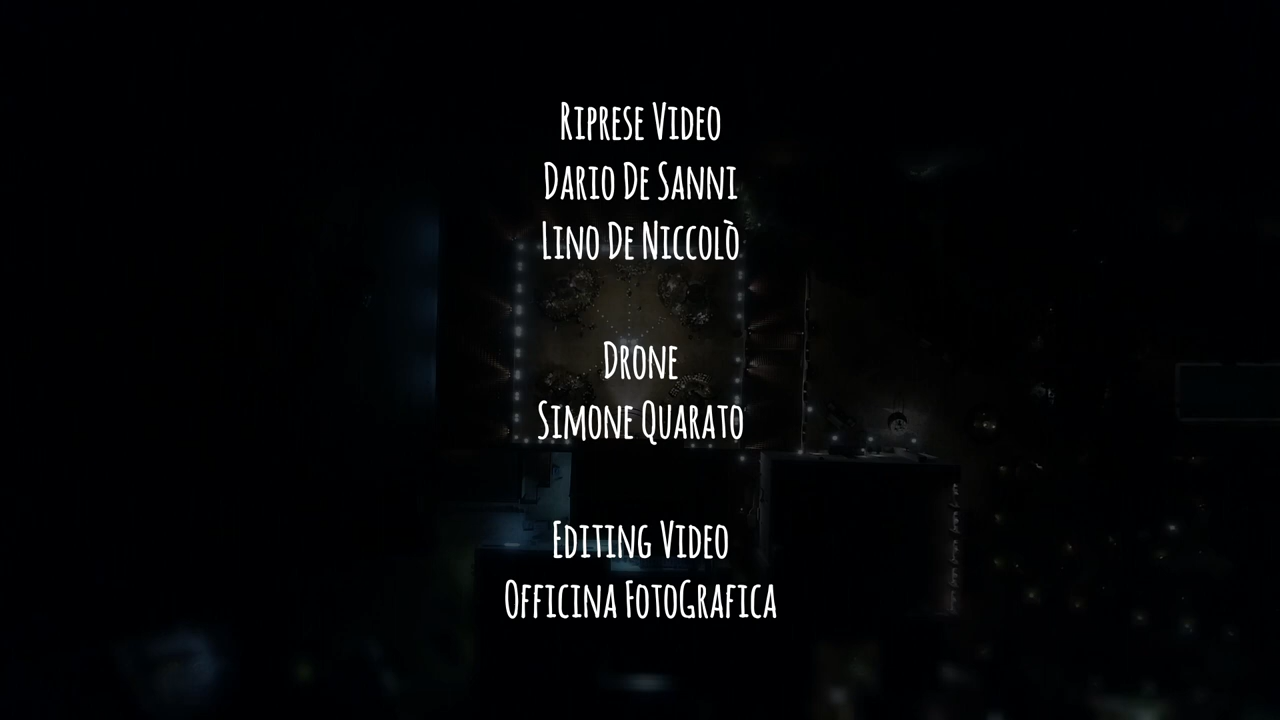 Riprese Video
Dario De Sanni
Lino De Niccolò
Drone
Simone Quarato
Editing Video
Officina FotoGrafica